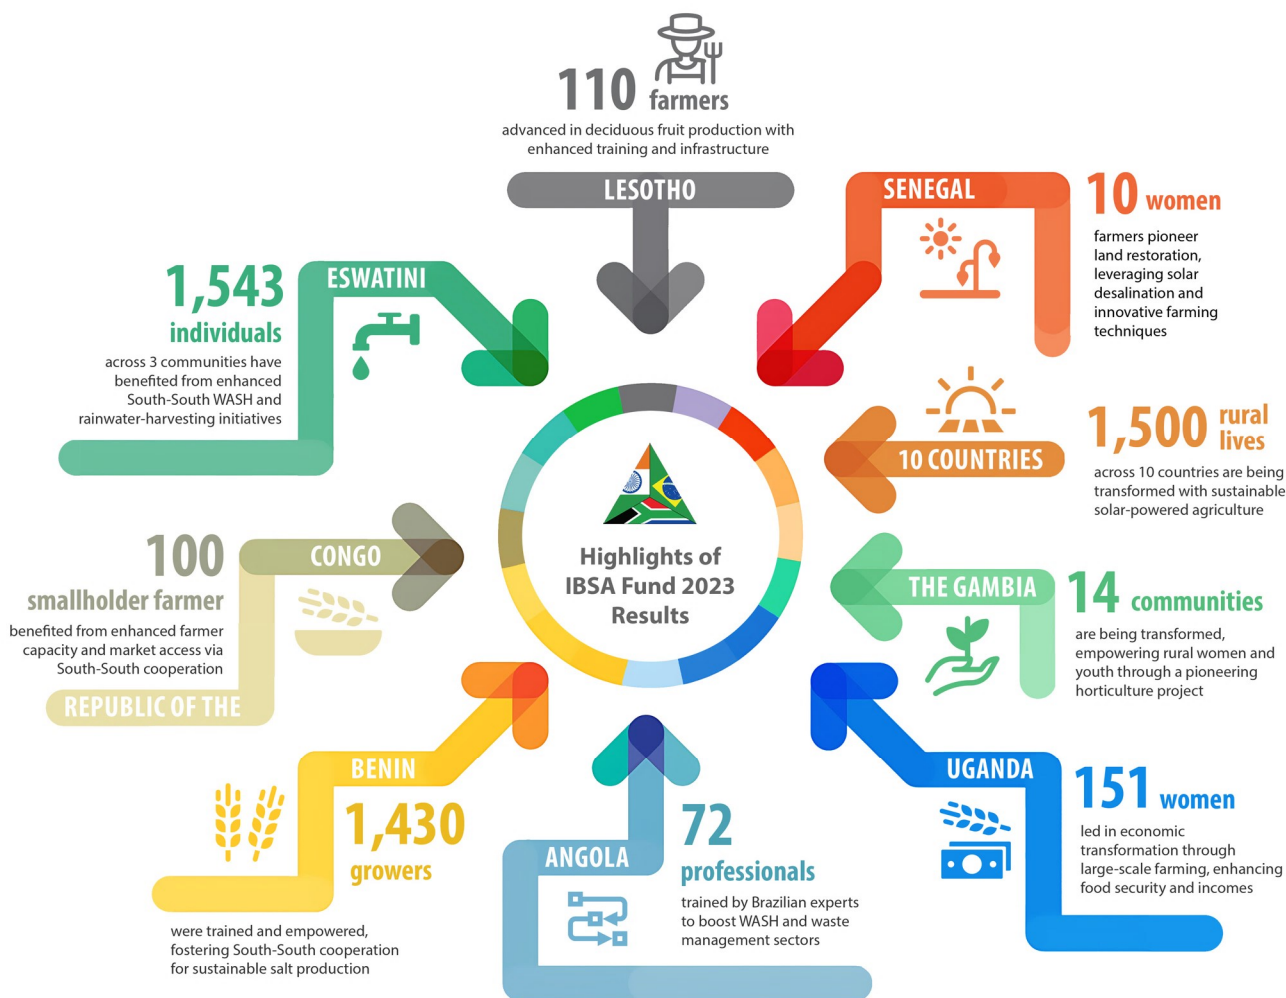 110 farmers
advanced in deciduous fruit production with
enhanced training and infrastructure
LESOTHO
SENEGAL
10 women
farmers pioneer
land restoration,
leveraging solar
desalination and
innovative farming
techniques
ESWATINI
1,543
individuals
across 3 communities have
benefited from enhanced
South-South WASH and
rainwater-harvesting initiatives
10 COUNTRIES
1,500 rural
lives
across 10 countries are being
transformed with sustainable
solar-powered agriculture
Highlights of
IBSA Fund 2023
Results
CONGO
100
smallholder farmer
benefited from enhanced farmer
capacity and market access via
South-South cooperation
REPUBLIC OF THE
THE GAMBIA
14 communities
are being transformed,
empowering rural women and
youth through a pioneering
horticulture project
BENIN
1,430
growers
were trained and empowered,
fostering South-South cooperation
for sustainable salt production
ANGOLA
72
professionals
trained by Brazilian experts
to boost WASH and waste
management sectors
UGANDA
151 women
led in economic
transformation through
large-scale farming, enhancing
food security and incomes